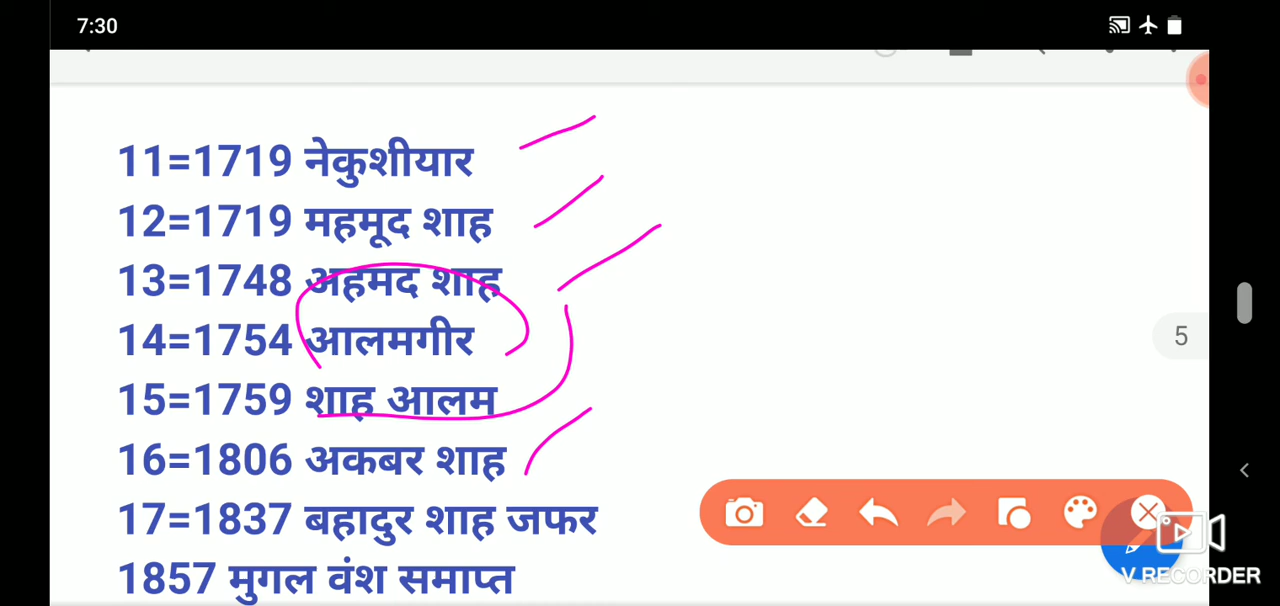 7:30
11=1719 नेकुशीयार
12=1719 महमूद शाह
13=1748 अहमद शाह
14=1754 आलमगीर
15=1759 शाह आलम
5
16=1806 अकबर शाह
17=1837 बहादुर शाह जफर
1857 मुगल वंश समाप्त
V RECORDER